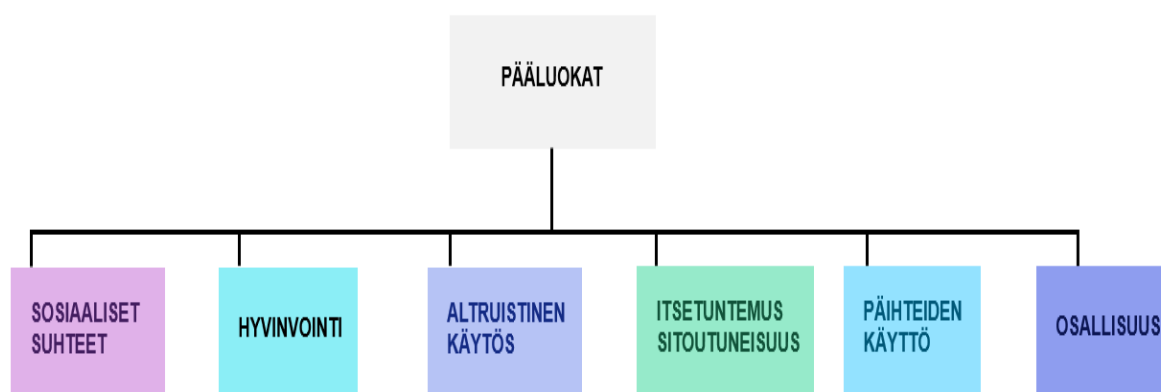 PÄÄLUOKAT
SOSIAALISET
SUHTEET
HYVINVOINTI
ALTRUISTINEN
KÄYTÖS
ITSETUNTEMUS
SITOUTUNEISUUS
PÄIHTEIDEN
KÄYTTÖ
OSALLISUUS